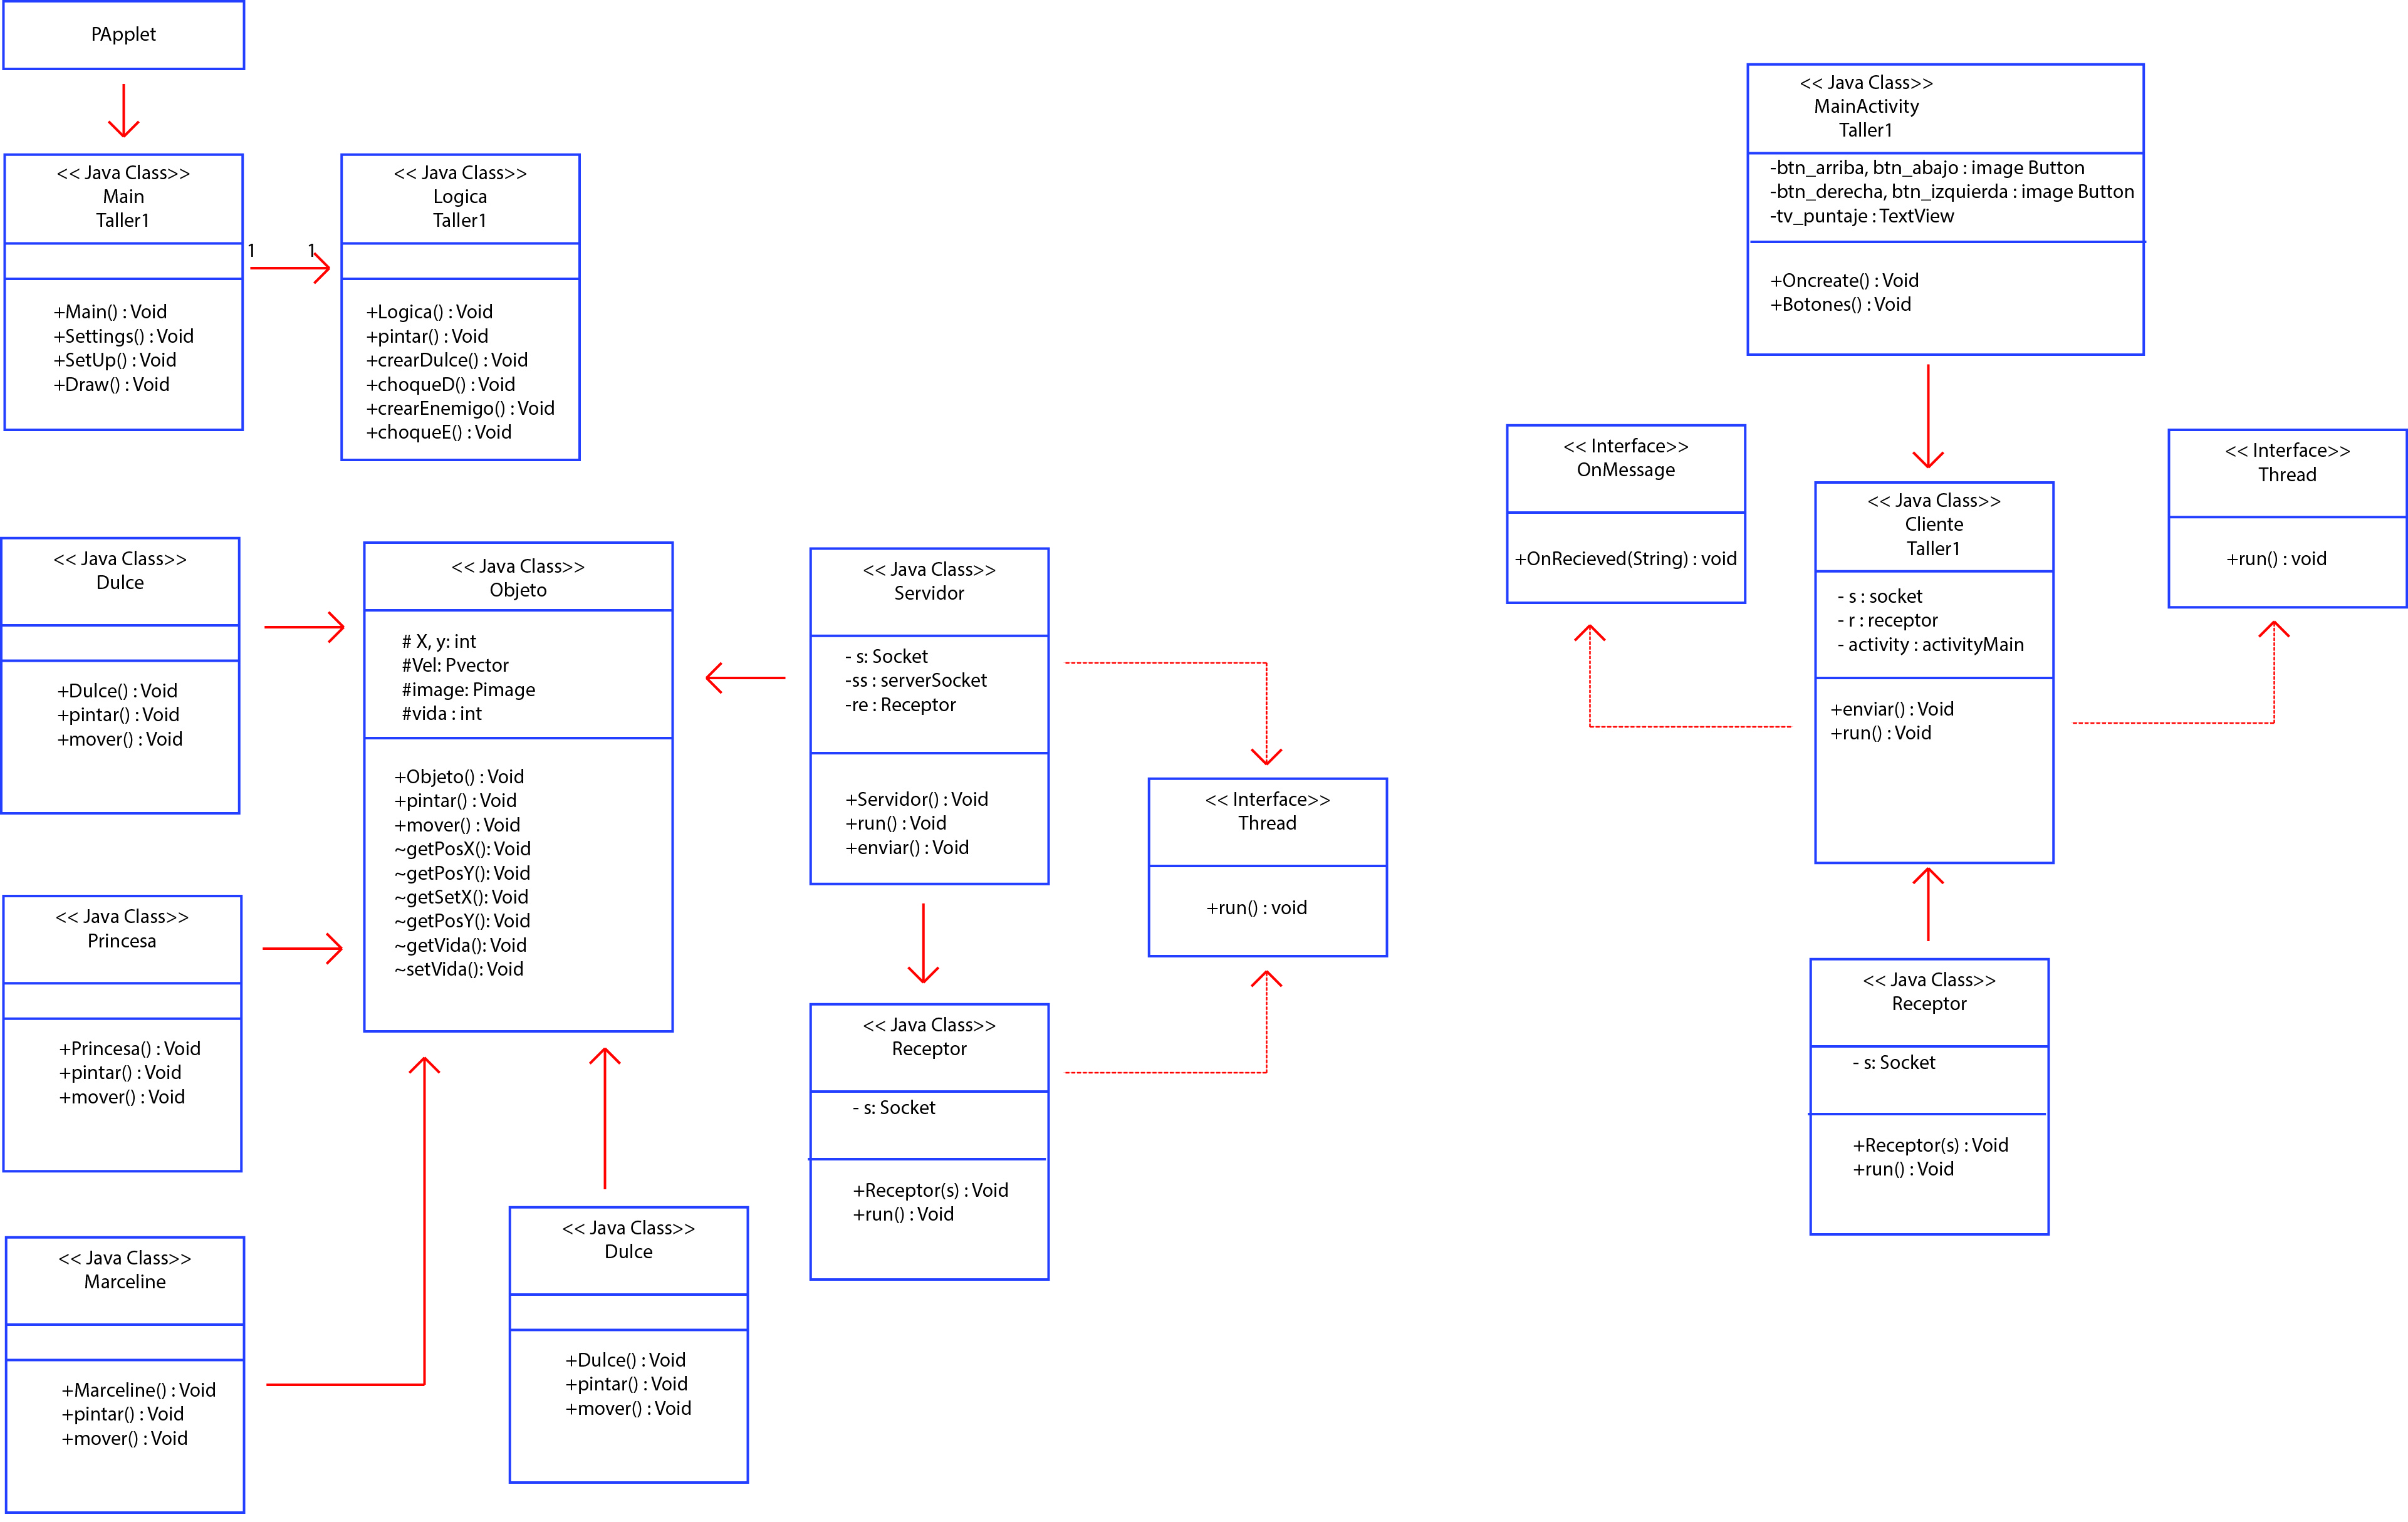 PApplet
<< Java Class>>
Main
Taller1
+Main() : Void
+Settings() : Void
+SetUp() : Void
+Draw() : Void
1
1
<< Java Class>>
Logica
Taller1
+Logica() : Void
+pintar() : Void
+crearDulce() : Void
+choqueD() : Void
+crearEnemigo() : Void
+choqueE() : Void
<< Java Class>>
Dulce
+Dulce() : Void
+pintar() : Void
+mover() : Void
<< Java Class>>
Princesa
+Princesa() : Void
+pintar() : Void
+mover() : Void
<< Java Class>>
Marceline
+Marceline() : Void
+pintar() : Void
+mover() : Void
<< Java Class>>
Objeto
# X, y: int
#Vel: Pvector
#image: Pimage
#vida : int
+Objeto() : Void
+pintar() : Void
+mover() : Void
~getPosX(): Void
~getPosY(): Void
~getSetX(): Void
~getPosY(): Void
~getVida(): Void
~setVida(): Void
<< Java Class>>
Dulce
+Dulce() : Void
+pintar() : Void
+mover() : Void
<< Java Class>>
Servidor
- s: Socket
-ss : serverSocket
-re : Receptor
+Servidor() : Void
+run() : Void
+enviar() : Void
<< Java Class>>
Receptor
- s: Socket
+Receptor(s) : Void
+run() : Void
<< Interface>>
Thread
+run() : void
<< Java Class>>
MainActivity
Taller1
-btn_arriba, btn_abajo : image Button
-btn_derecha, btn_izquierda : image Button
-tv_puntaje : TextView
+Oncreate() : Void
+Botones() : Void
<< Interface>>
OnMessage
+OnRecieved(String) : void
<< Java Class>>
Cliente
Taller1
- s : socket
- r : receptor
- activity : activityMain
+enviar() : Void
+run() : Void
<< Interface>>
Thread
+run() : void
<< Java Class>>
Receptor
- s: Socket
+Receptor(s) : Void
+run() : Void